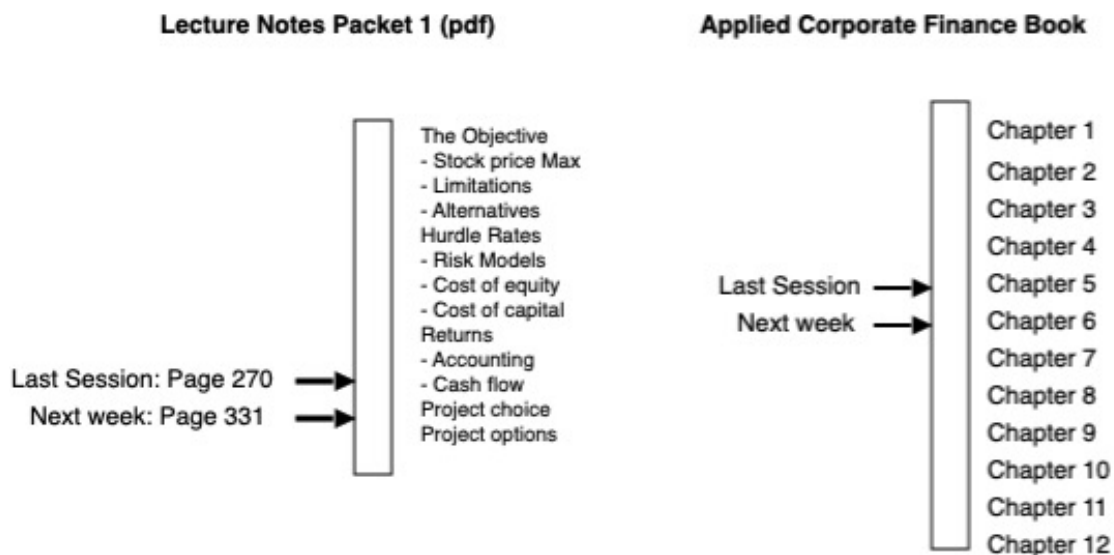 Lecture Notes Packet 1 (pdf)
The Objective
- Stock price Max
- Limitations
- Alternatives
Hurdle Rates
- Risk Models
- Cost of equity
- Cost of capital
Returns
- Accounting
- Cash flow
Project choice
Project options
Last Session: Page 270
Next week: Page 331
Applied Corporate Finance Book
Chapter 1
Chapter 2
Chapter 3
Chapter 4
Chapter 5
Chapter 6
Chapter 7
Chapter 8
Chapter 9
Chapter 10
Chapter 11
Chapter 12
Last Session
Next week